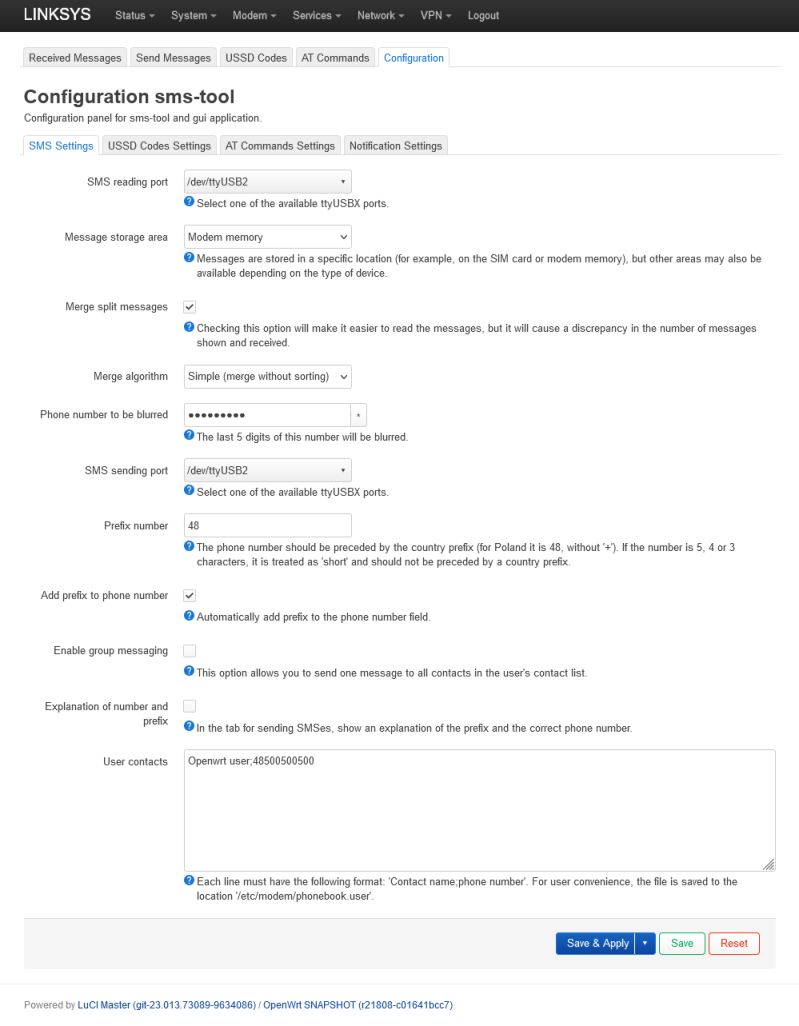 LINKSYS Status System Modem Services Network VPN Logout
Received Messages Send Messages USSD Codes AT Commands Configuration
Configuration sms-tool
Configuration panel for sms-tool and gui application.
SMS Settings USSD Codes Settings AT Commands Settings Notification Settings
SMS reading port /dev/ttyUSB2
Select one of the available ttyUSBX ports.
Message storage area Modem memory
Messages are stored in a specific location (for example, on the SIM card or modem memory), but other areas may also be
available depending on the type of device.
Merge split messages
Checking this option will make it easier to read the messages, but it will cause a discrepancy in the number of messages
shown and received.
Merge algorithm Simple (merge without sorting)
Phone number to be blurred ●●●●●●●●● *
The last 5 digits of this number will be blurred.
SMS sending port /dev/ttyUSB2
Select one of the available ttyUSBX ports.
Prefix number 48
The phone number should be preceded by the country prefix (for Poland it is 48, without '+'). If the number is 5, 4 or 3
characters, it is treated as 'short' and should not be preceded by a country prefix.
Add prefix to phone number
Automatically add prefix to the phone number field.
Enable group messaging
This option allows you to send one message to all contacts in the user's contact list.
Explanation of number and
prefix
In the tab for sending SMSes, show an explanation of the prefix and the correct phone number.
User contacts Openwrt user;48500500500
Each line must have the following format: 'Contact name;phone number'. For user convenience, the file is saved to the
location '/etc/modem/phonebook.user'.
Save & Apply Save Reset
Powered by LuCI Master (git-23.013.73089-9634086) / OpenWrt SNAPSHOT (r21808-c01641bcc7)